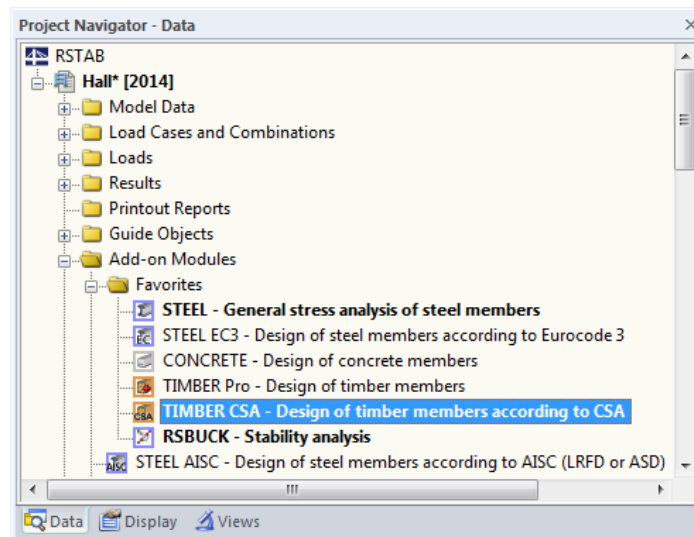 Project Navigator - Data
RSTAB
Hall* [2014]
Model Data
Load Cases and Combinations
Loads
Results
Printout Reports
Guide Objects
Add-on Modules
Favorites
STEEL - General stress analysis of steel members
EC STEEL EC3 - Design of steel members according to Eurocode 3
CONCRETE - Design of concrete members
TIMBER Pro - Design of timber members
CSA TIMBER CSA - Design of timber members according to CSA
RSBUCK - Stability analysis
AISC STEEL AISC - Design of steel members according to AISC (LRFD or ASD)
Data Display Views